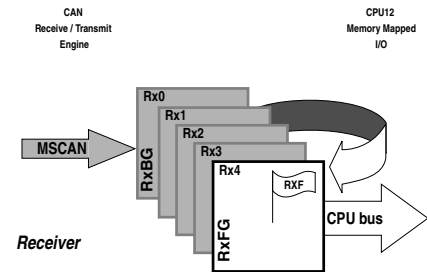 CAN
Receive / Transmit
Engine
CPU12
Memory Mapped
I/O
Rx0
Rx1
Rx2
Rx3
Rx4
RXF
MSCAN
RxBG
RxFG
CPU bus
Receiver